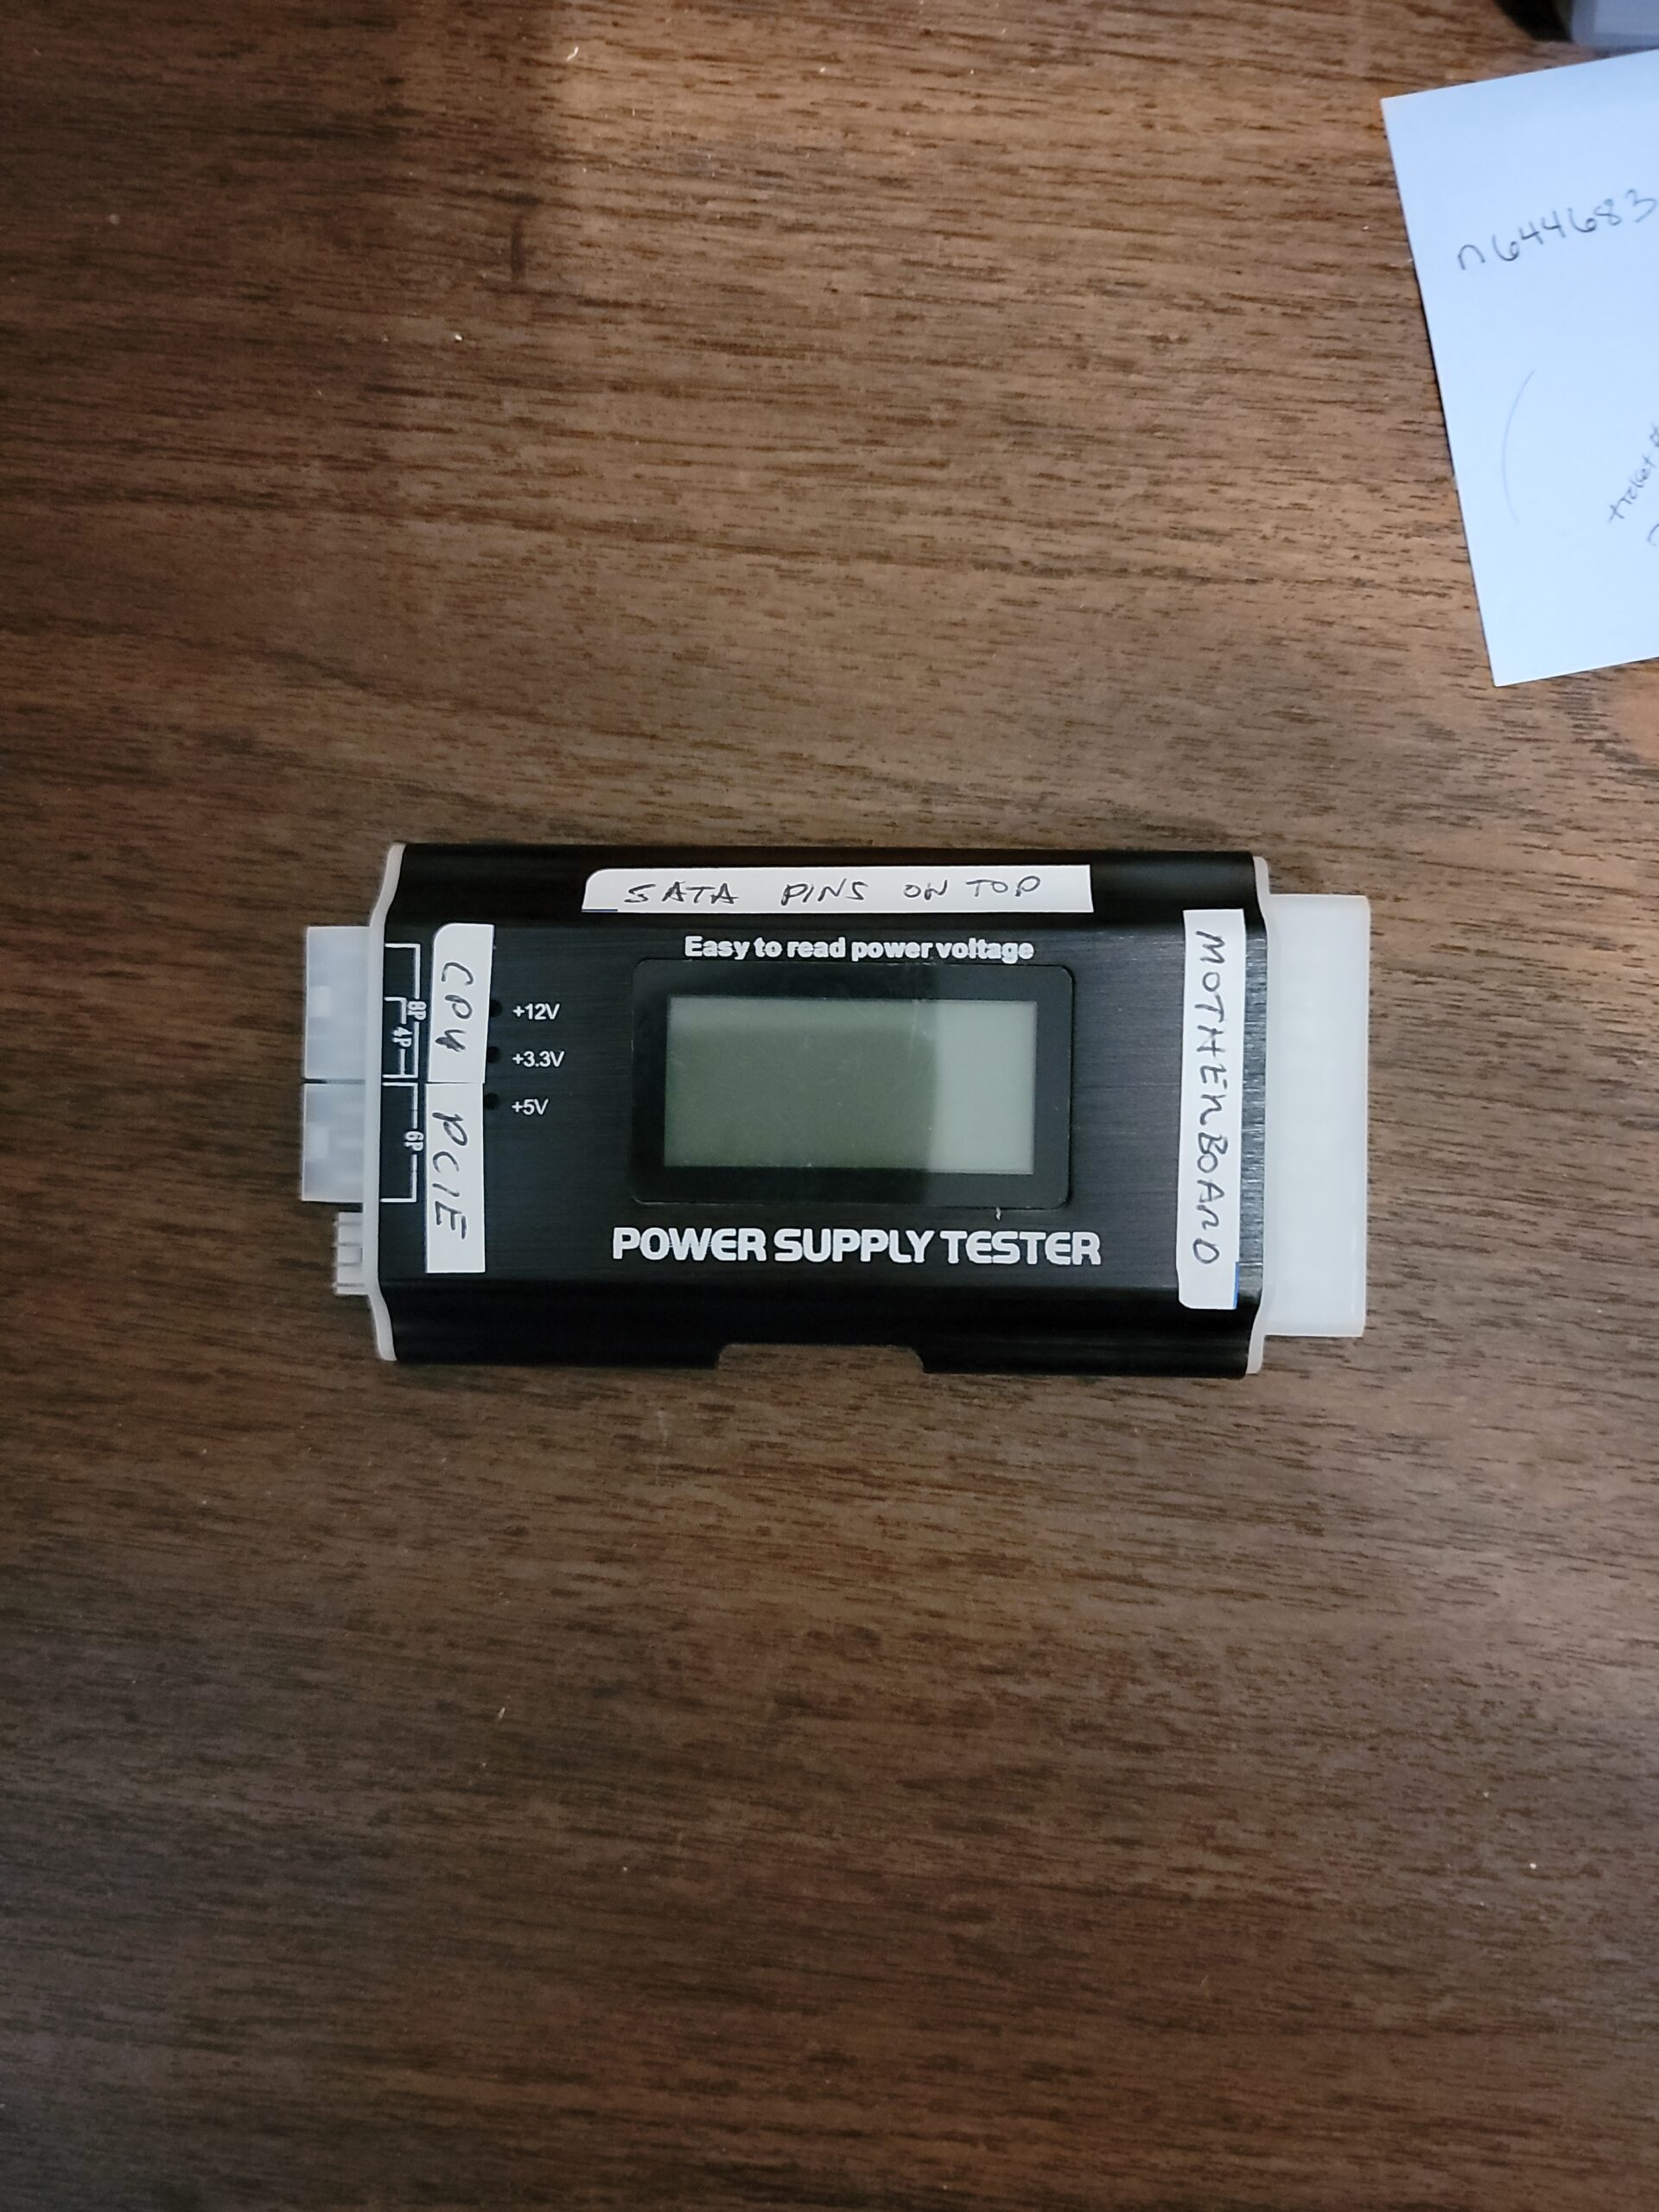 n644683
ticket #
SATA PINS ON TOP
Easy to read power voltage
CPU
8P
4P
+12V
+3.3V
+5V
PCIE
6P
MOTHERBOARD
POWER SUPPLY TESTER